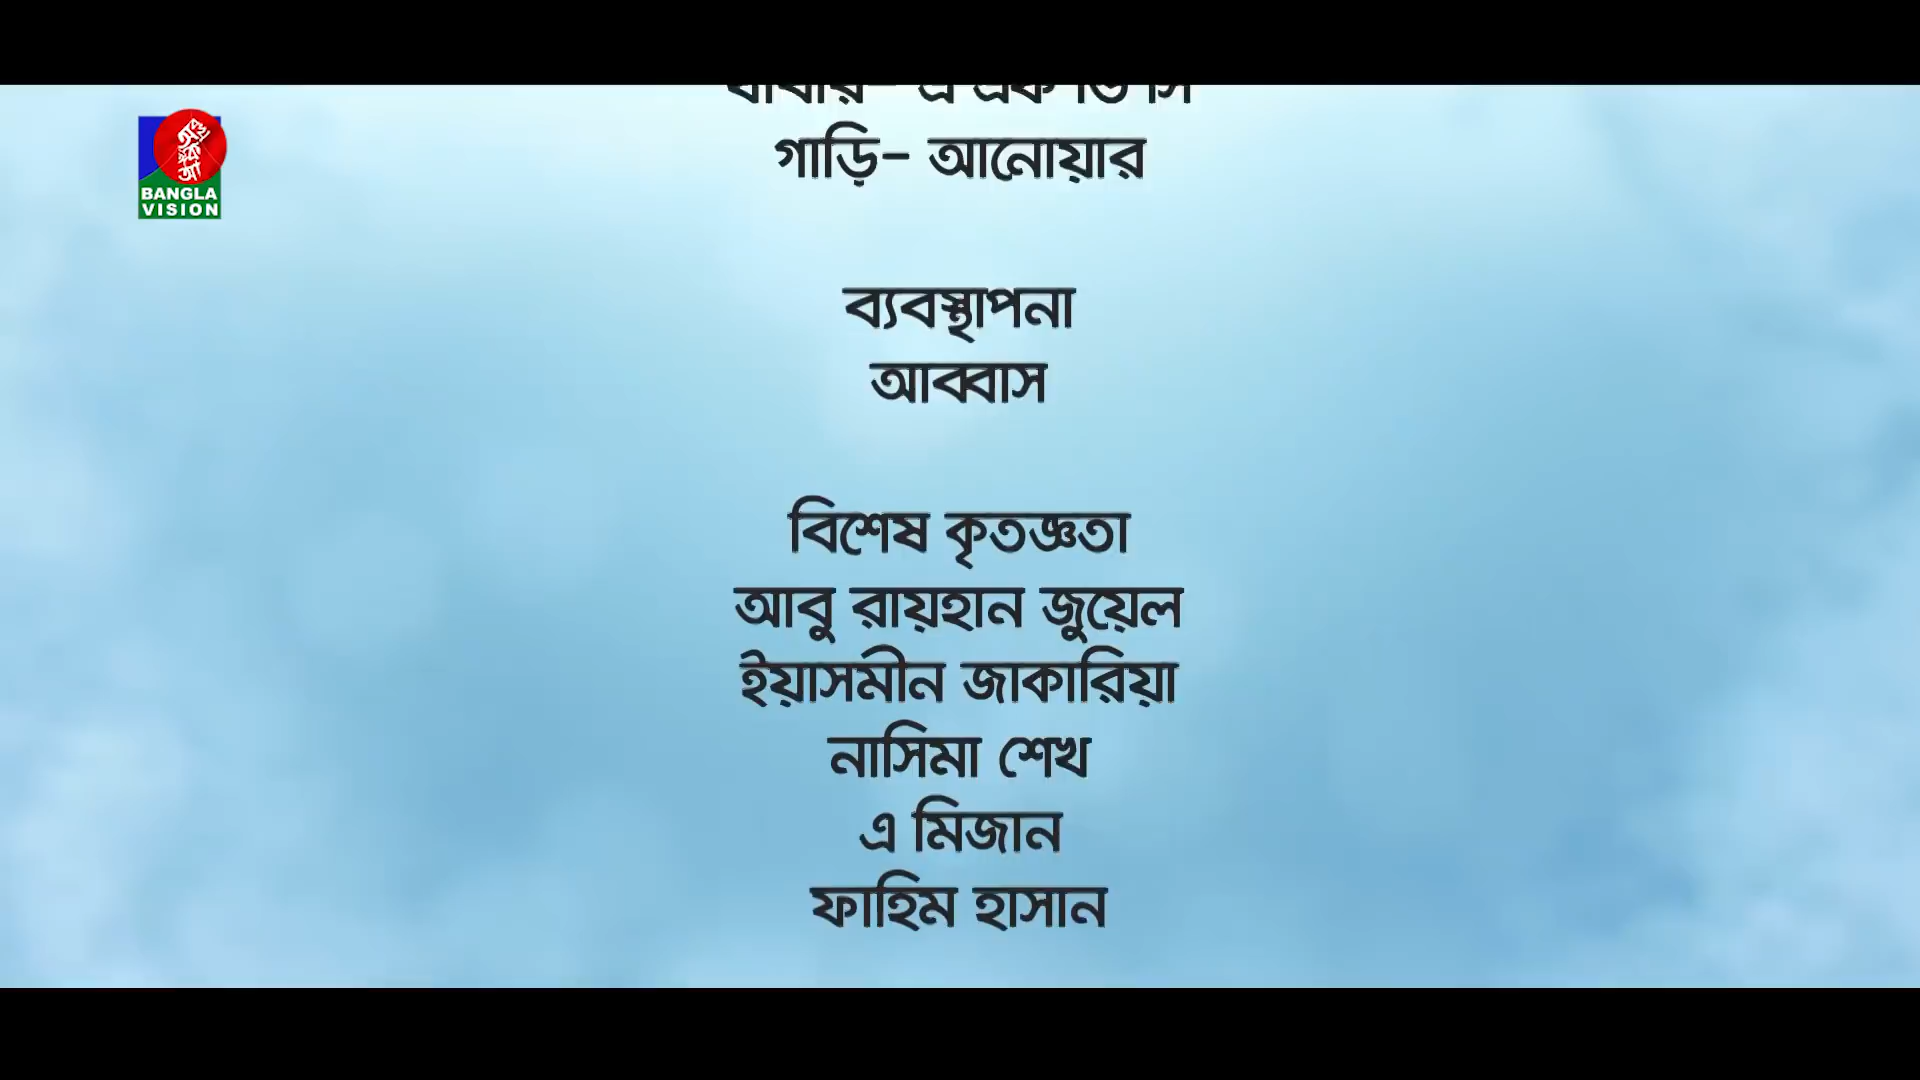 গাড়ি- আনোয়ার
BANGLA
VISION
ব্যবস্থাপনা
আব্বাস
বিশেষ কৃতজ্ঞতা
আবু রায়হান জুয়েল
ইয়াসমীন জাকারিয়া
নাসিমা শেখ
এ মিজান
ফাহিম হাসান